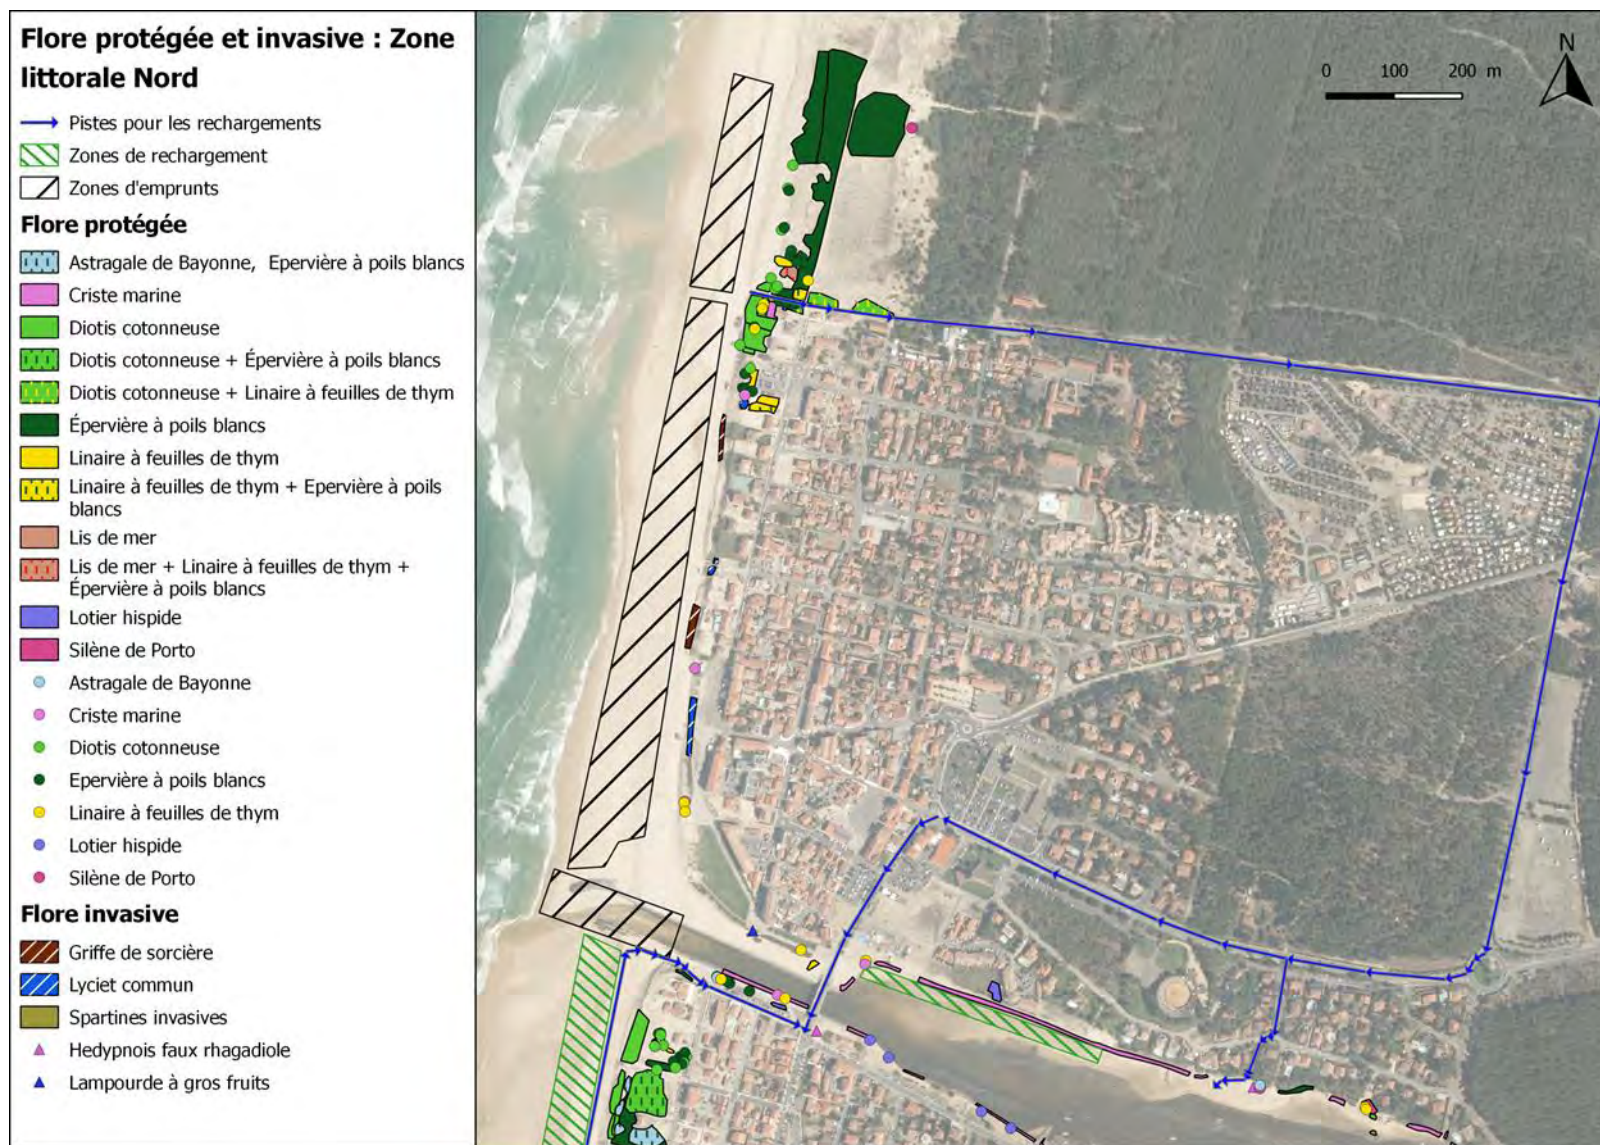 Flore protégée et invasive : Zone
littorale Nord
Pistes pour les rechargements
Zones de rechargement
Zones d'emprunts
Flore protégée
Astragale de Bayonne, Epervière à poils blancs
Criste marine
Diotis cotonneuse
Diotis cotonneuse + Épervière à poils blancs
Diotis cotonneuse + Linaire à feuilles de thym
Épervière à poils blancs
Linaire à feuilles de thym
Linaire à feuilles de thym + Epervière à poils
blancs
Lis de mer
Lis de mer + Linaire à feuilles de thym +
Épervière à poils blancs
Lotier hispide
Silène de Porto
Astragale de Bayonne
Criste marine
Diotis cotonneuse
Epervière à poils blancs
Linaire à feuilles de thym
Lotier hispide
Silène de Porto
Flore invasive
Griffe de sorcière
Lyciet commun
Spartines invasives
Hedypnois faux rhagadiole
Lampourde à gros fruits
0 100 200 m
N